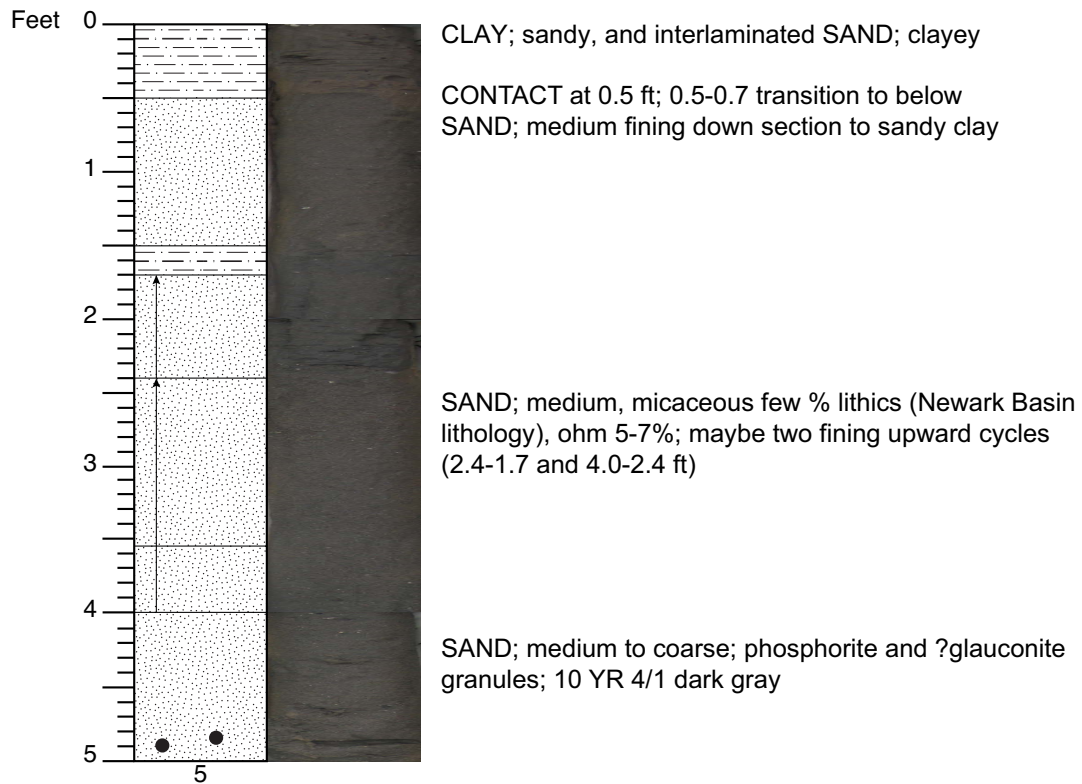 Feet 0
CLAY; sandy, and interlaminated SAND; clayey
CONTACT at 0.5 ft; 0.5-0.7 transition to below
SAND; medium fining down section to sandy clay
1
2
SAND; medium, micaceous few % lithics (Newark Basin
lithology), ohm 5-7%; maybe two fining upward cycles
(2.4-1.7 and 4.0-2.4 ft)
3
4
SAND; medium to coarse; phosphorite and ?glauconite
granules; 10 YR 4/1 dark gray
5
5